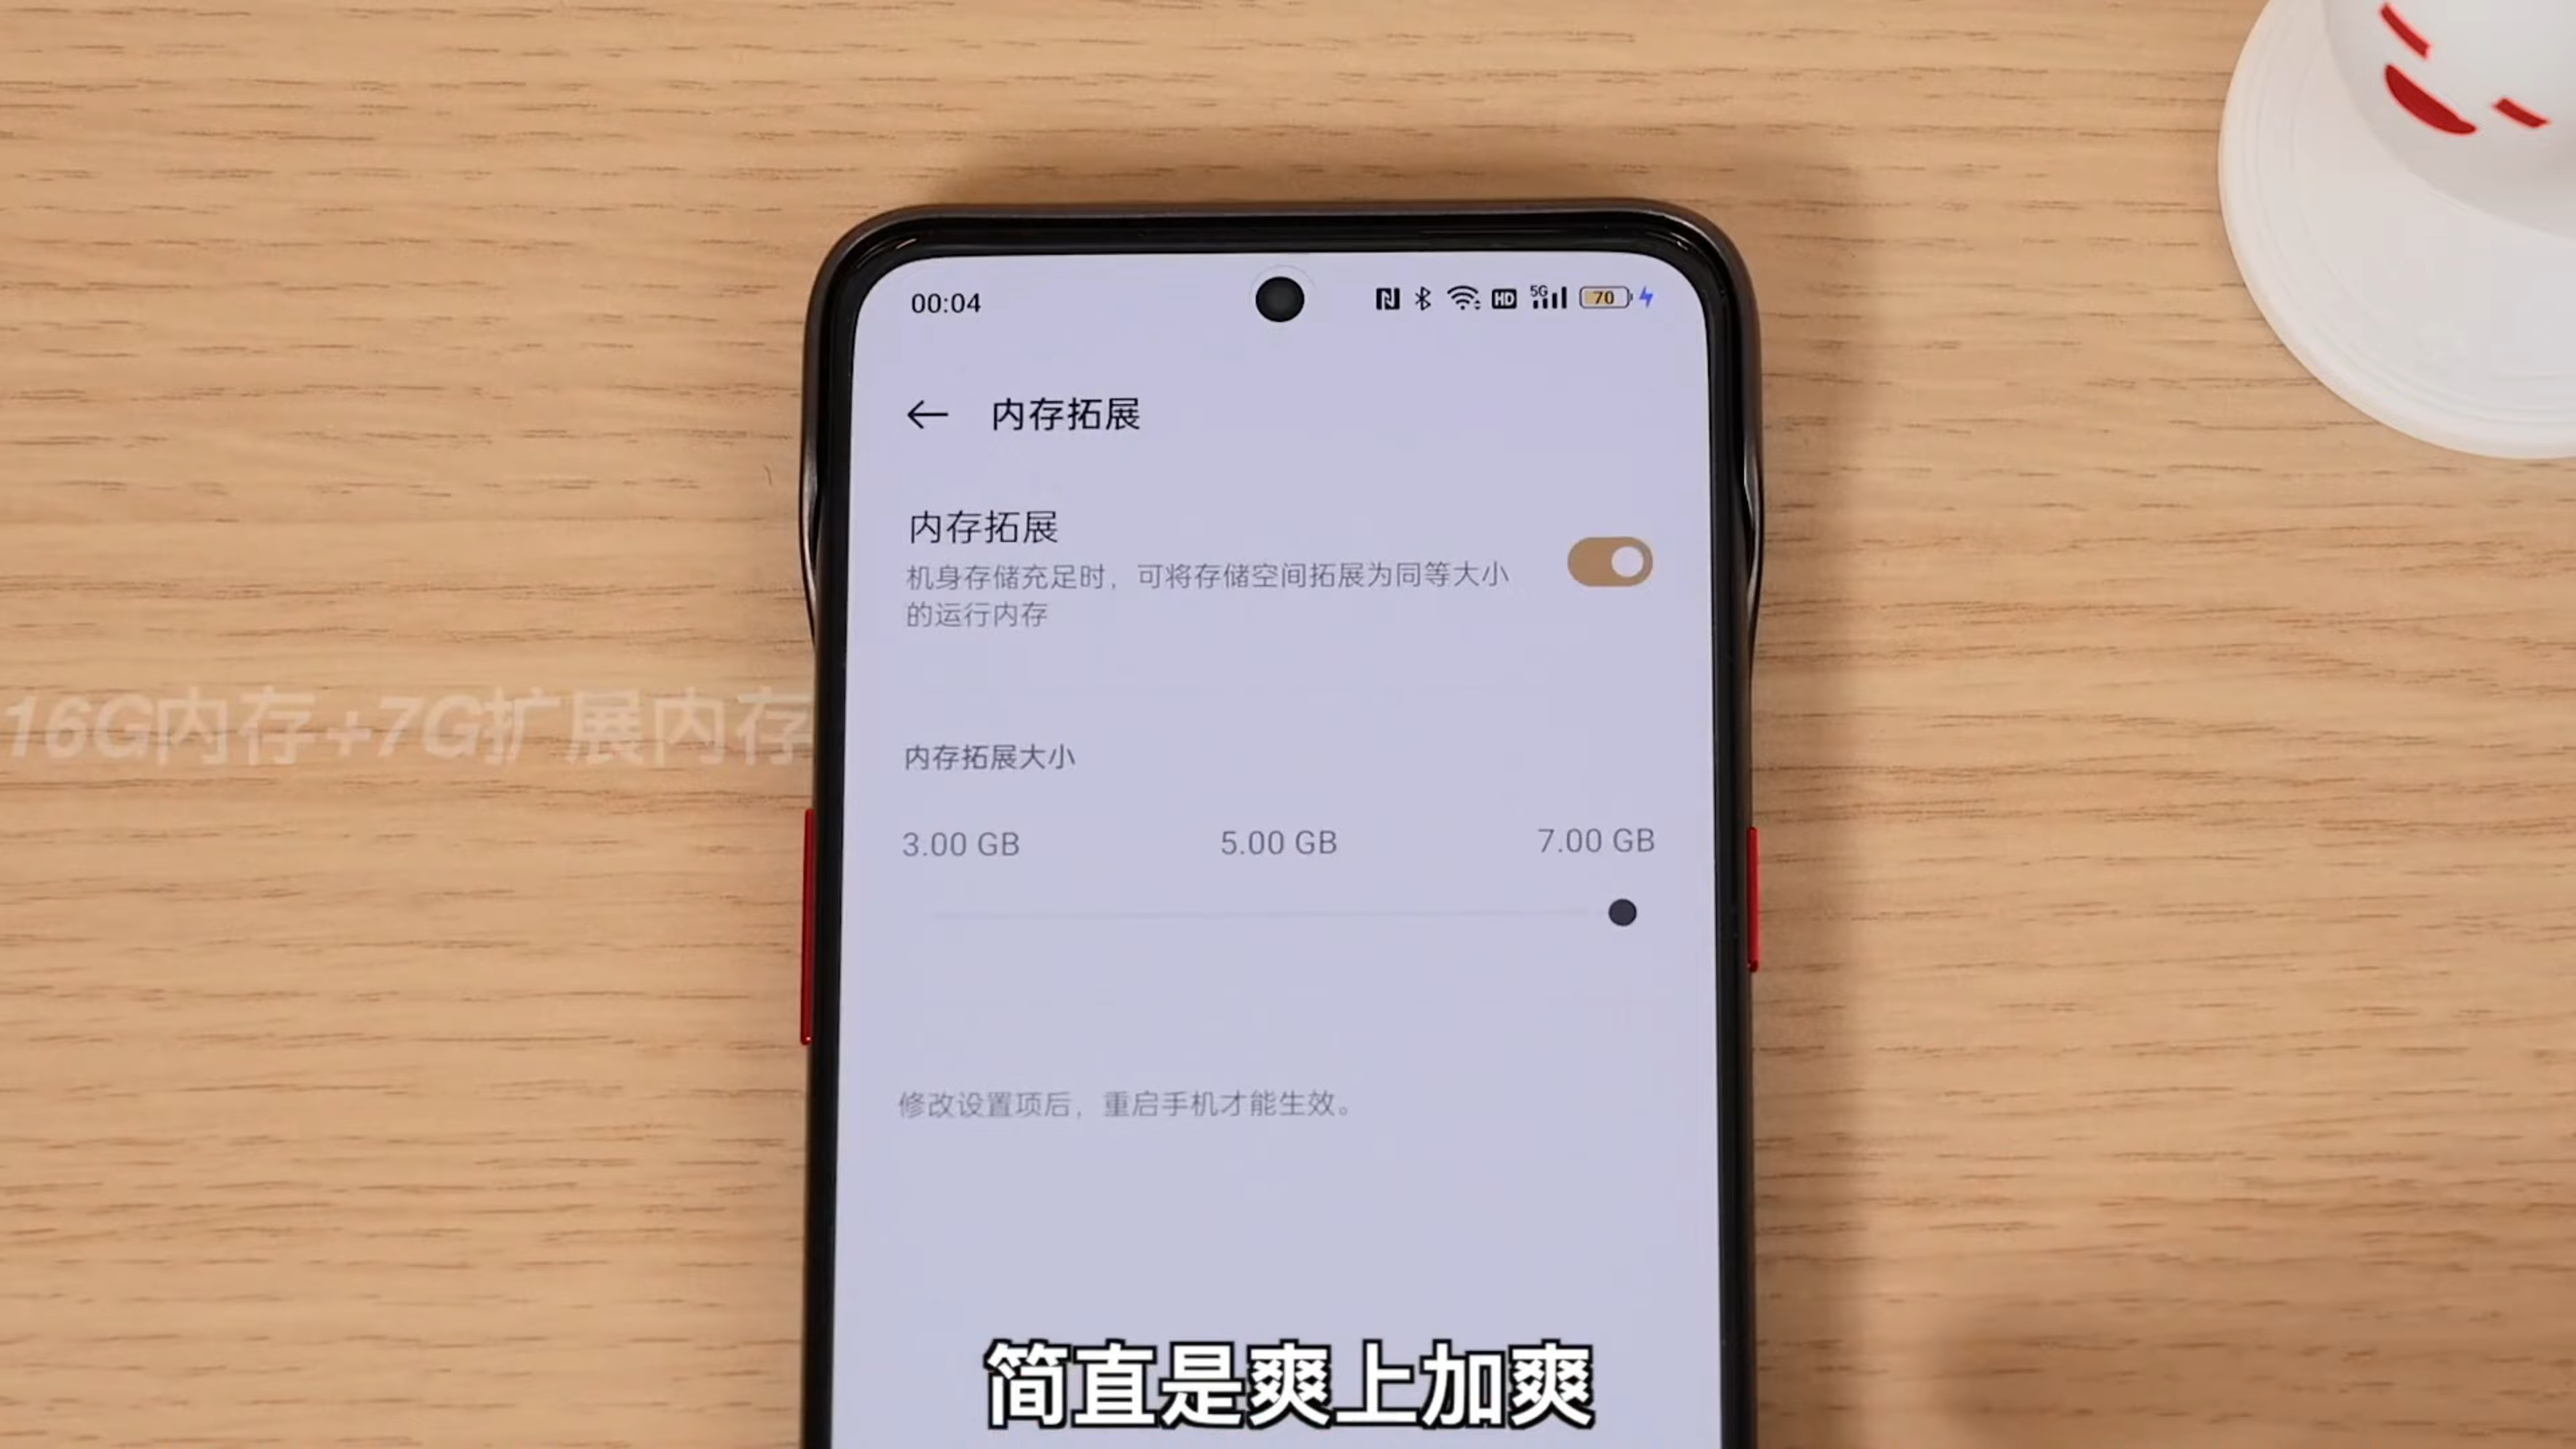 00:04
HD 5G 70
内存拓展
内存拓展
机身存储充足时，可将存储空间拓展为同等大小
的运行内存
16G内存+7G扩展内存
内存拓展大小
3.00 GB 5.00 GB 7.00 GB
修改设置项后，重启手机才能生效。
简直是爽上加爽